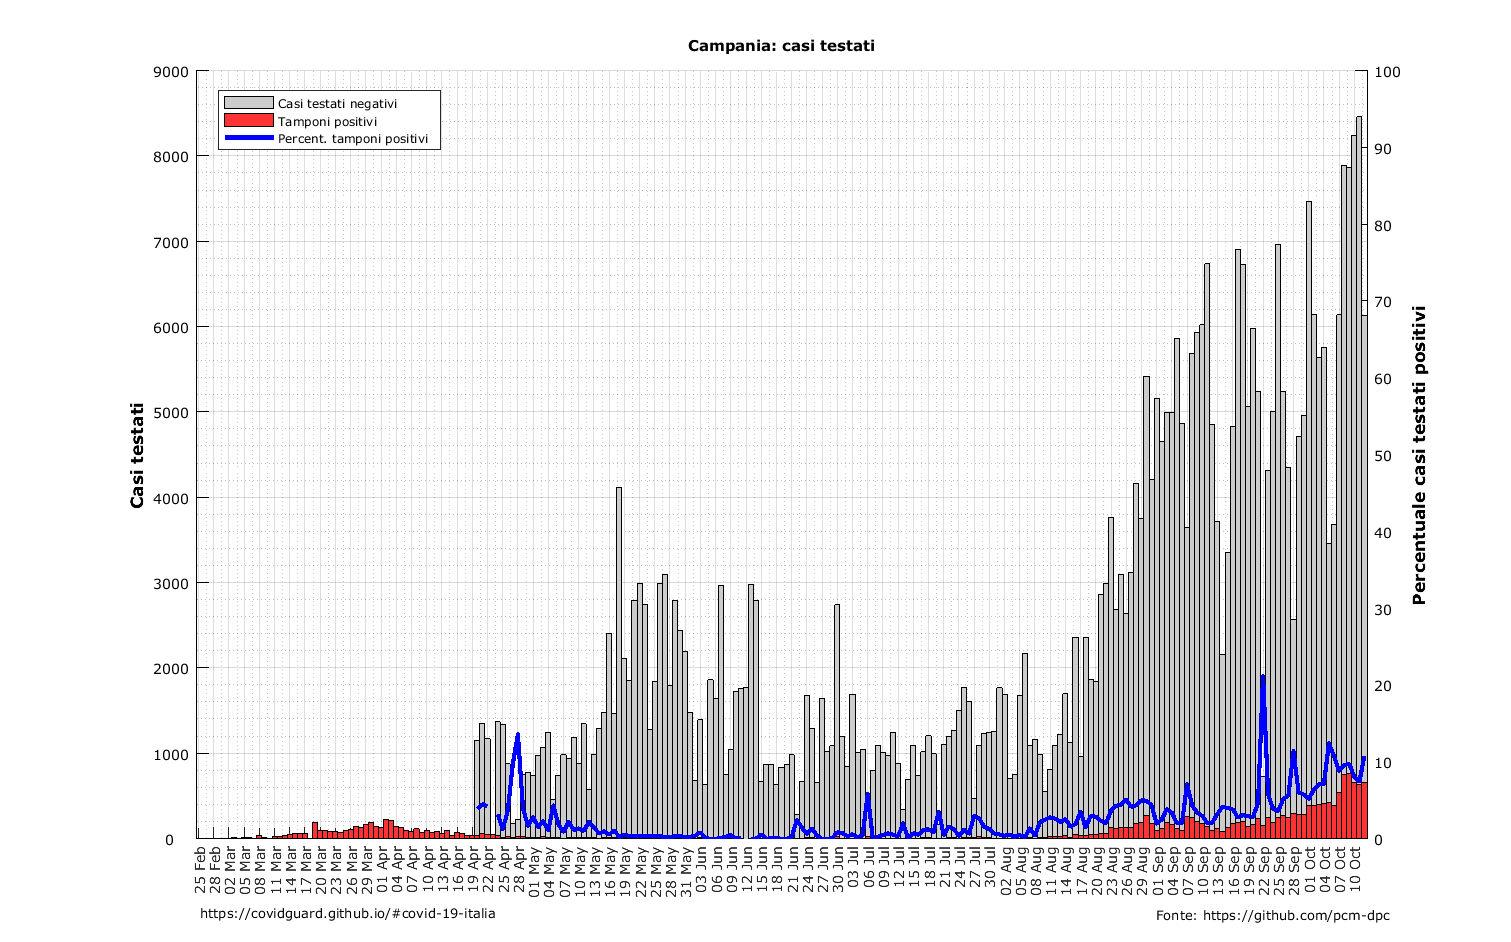 Campania: casi testati
Casi testati negativi
Tamponi positivi
Percent. tamponi positivi
Casi testati
9000
8000
7000
6000
5000
4000
3000
2000
1000
0
Percentuale casi testati positivi
100
90
80
70
60
50
40
30
20
10
0
25 Feb
28 Feb
02 Mar
05 Mar
08 Mar
11 Mar
14 Mar
17 Mar
20 Mar
23 Mar
26 Mar
29 Mar
01 Apr
04 Apr
07 Apr
10 Apr
13 Apr
16 Apr
19 Apr
22 Apr
25 Apr
28 Apr
01 May
04 May
07 May
10 May
13 May
16 May
19 May
22 May
25 May
28 May
31 May
03 Jun
06 Jun
09 Jun
12 Jun
15 Jun
18 Jun
21 Jun
24 Jun
27 Jun
30 Jun
03 Jul
06 Jul
09 Jul
12 Jul
15 Jul
18 Jul
21 Jul
24 Jul
27 Jul
30 Jul
02 Aug
05 Aug
08 Aug
11 Aug
14 Aug
17 Aug
20 Aug
23 Aug
26 Aug
29 Aug
01 Sep
04 Sep
07 Sep
10 Sep
13 Sep
16 Sep
19 Sep
22 Sep
25 Sep
28 Sep
01 Oct
04 Oct
07 Oct
10 Oct
https://covidguard.github.io/#covid-19-italia
Fonte: https://github.com/pcm-dpc